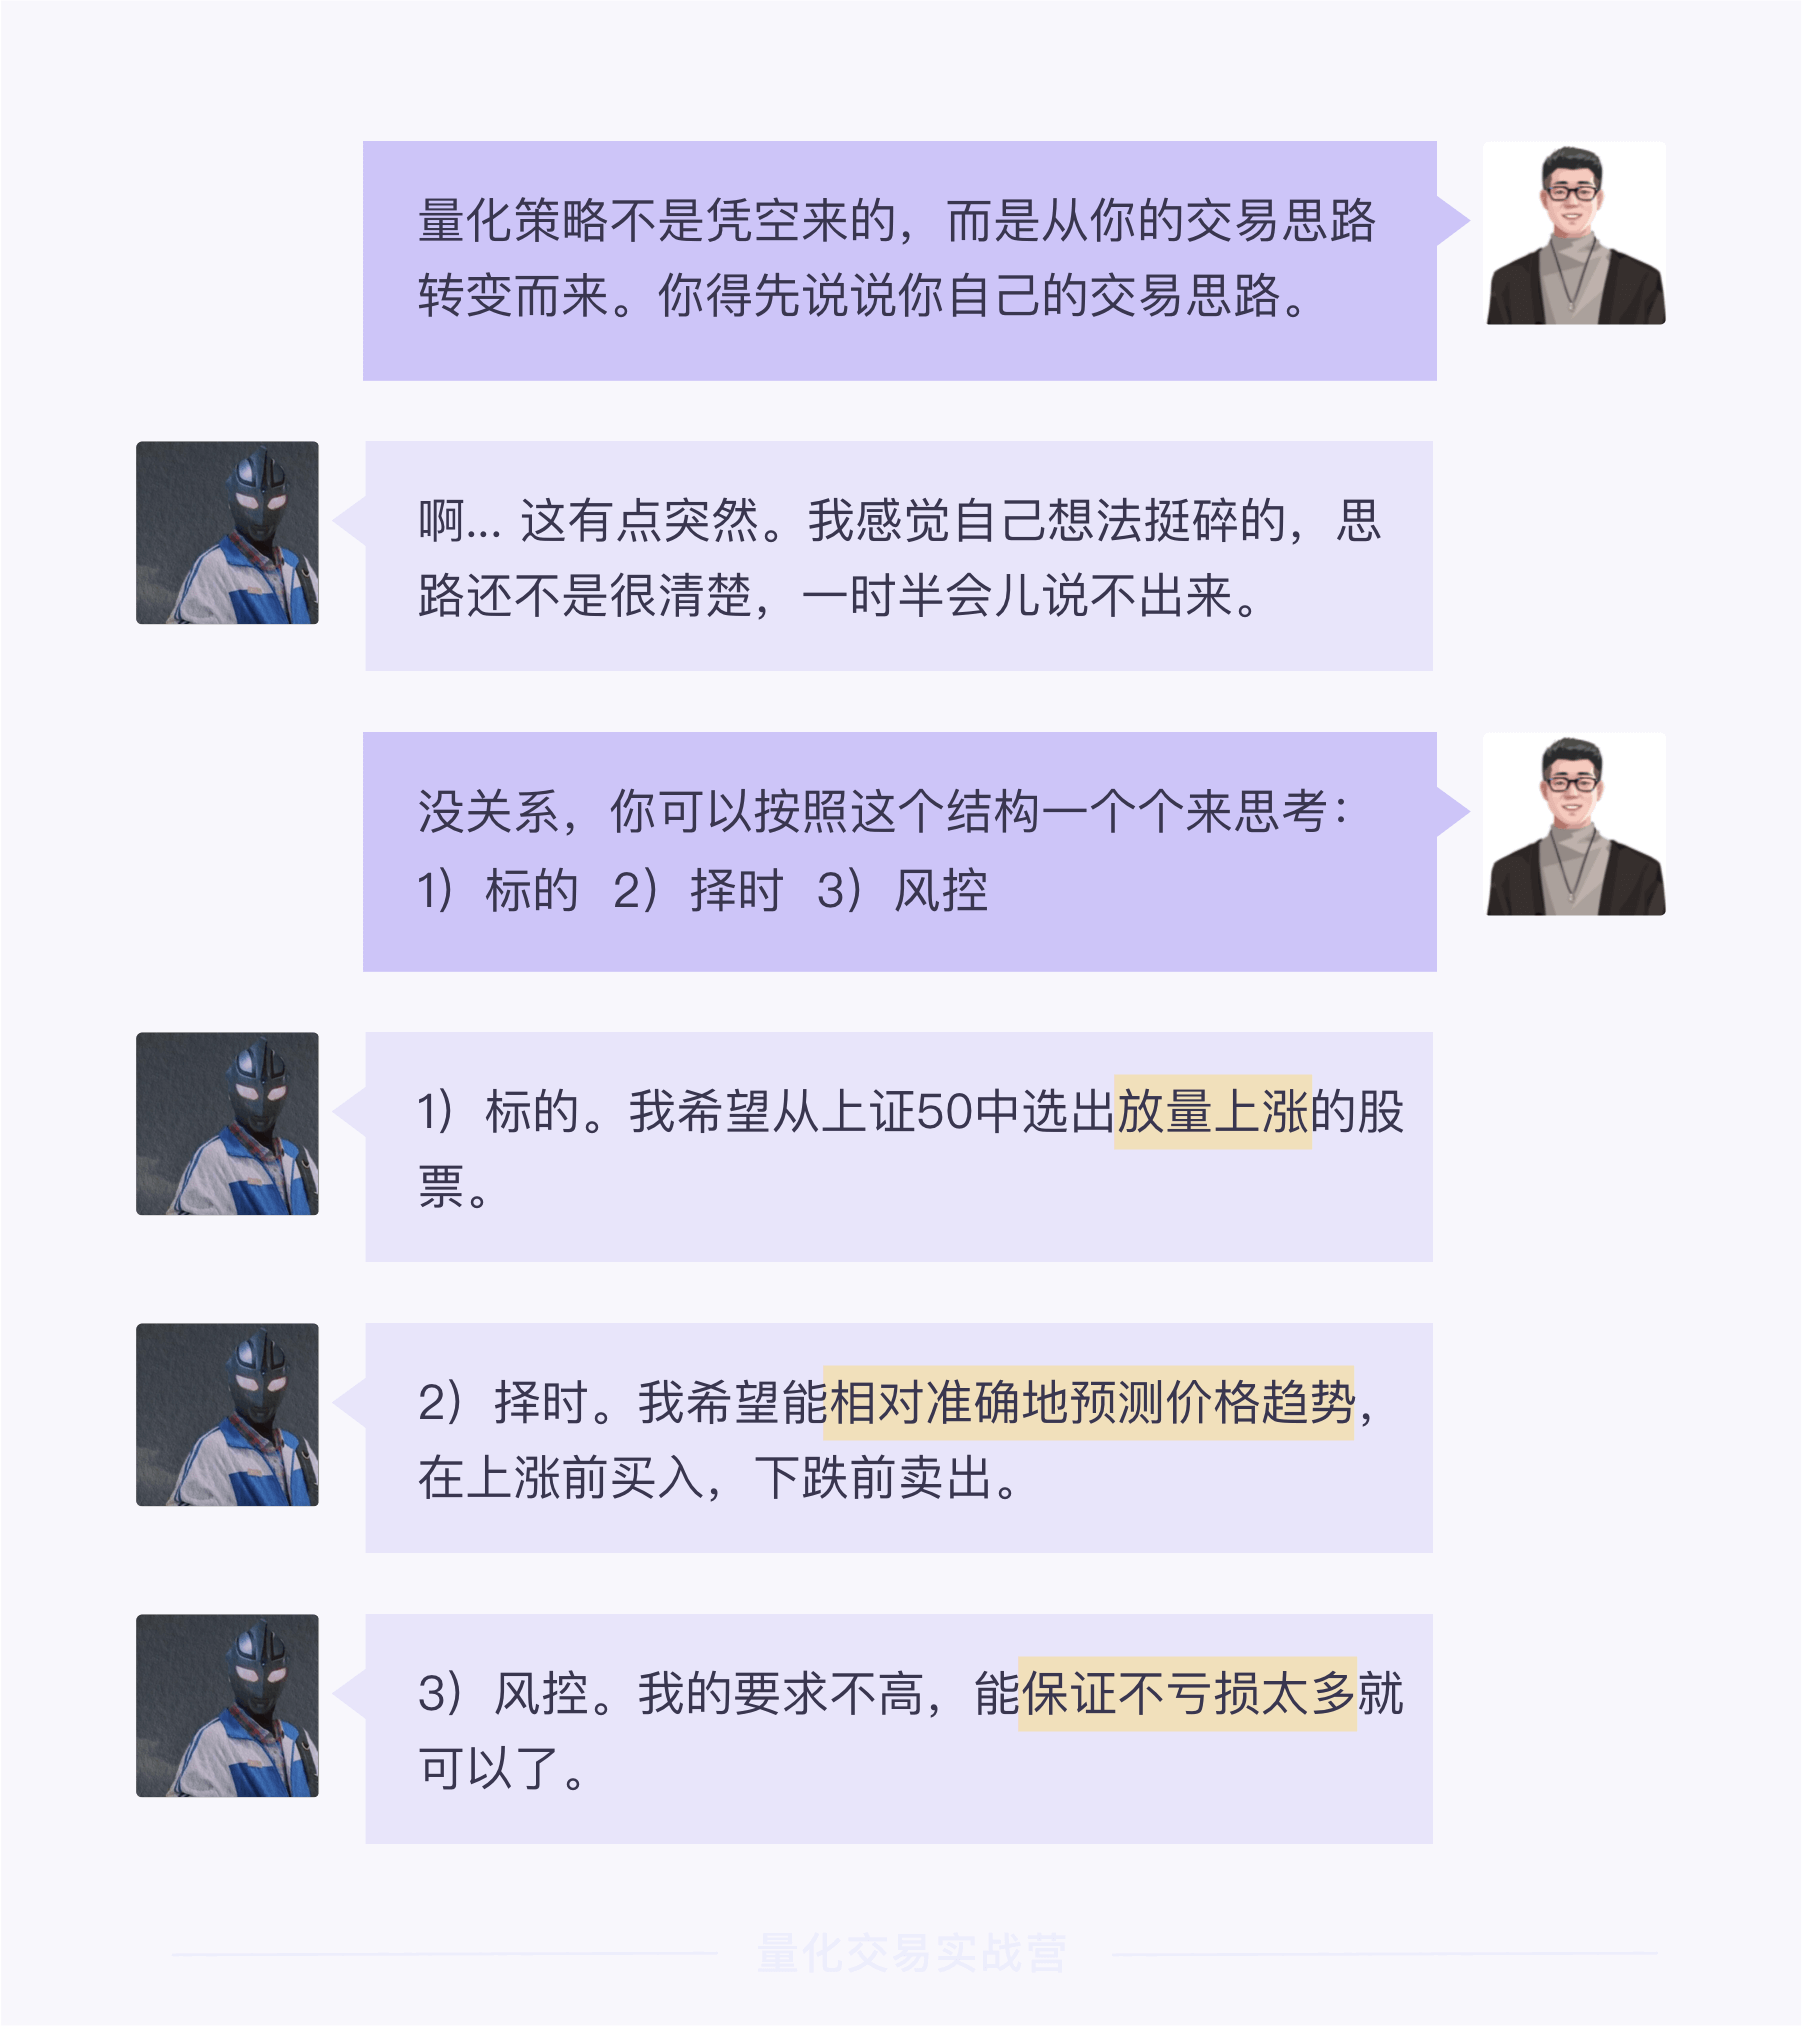 量化策略不是凭空来的，而是从你的交易思路
转变而来。你得先说说你自己的交易思路。
啊... 这有点突然。我感觉自己想法挺碎的，思
路还不是很清楚，一时半会儿说不出来。
没关系，你可以按照这个结构一个个来思考：
1）标的 2）择时 3）风控
1）标的。我希望从上证50中选出放量上涨的股
票。
2）择时。我希望能相对准确地预测价格趋势，
在上涨前买入，下跌前卖出。
3）风控。我的要求不高，能保证不亏损太多就
可以了。
量化交易实战营